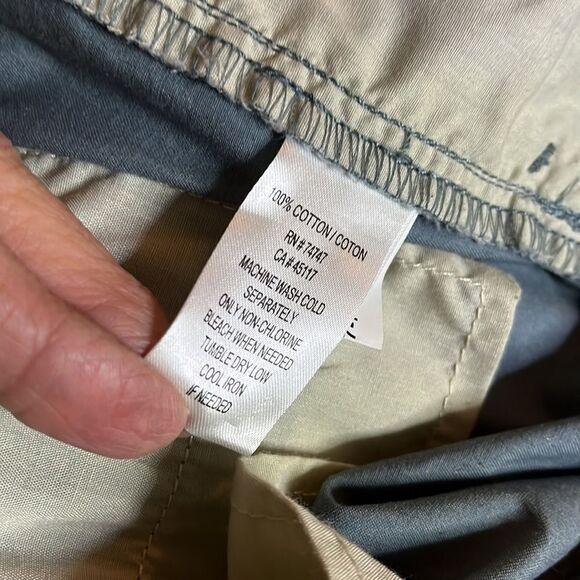 100% COTTON / COTON
RN # 74747
CA # 45117
MACHINE WASH COLD
SEPARATELY
ONLY NON-CHLORINE
BLEACH WHEN NEEDED
TUMBLE DRY LOW
COOL IRON
IF NEEDED